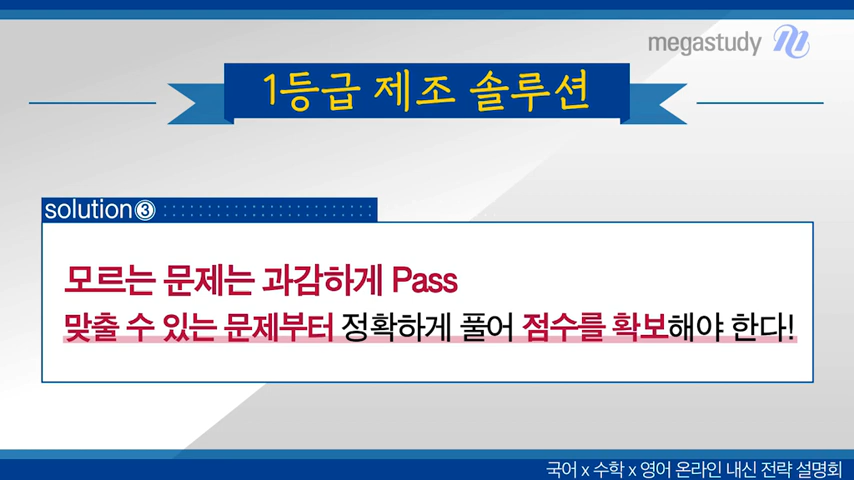 megastudy
1등급 제조 솔루션
solution③
모르는 문제는 과감하게 Pass
맞출 수 있는 문제부터 정확하게 풀어 점수를 확보해야 한다!
국어 x 수학 x 영어 온라인 내신 전략 설명회